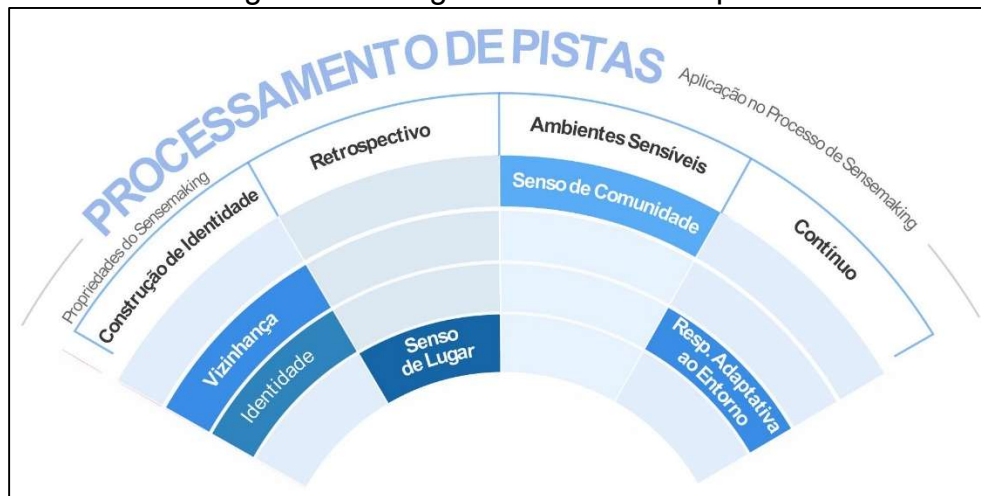 PROCESSAMENTO DE PISTAS
Propriedades do Sensemaking
Aplicação no Processo de Sensemaking
Construção de Identidade
Retrospectivo
Ambientes Sensíveis
Contínuo
Senso de Comunidade
Vizinhança
Identidade
Senso
de Lugar
Resp. Adaptativa
ao Entorno